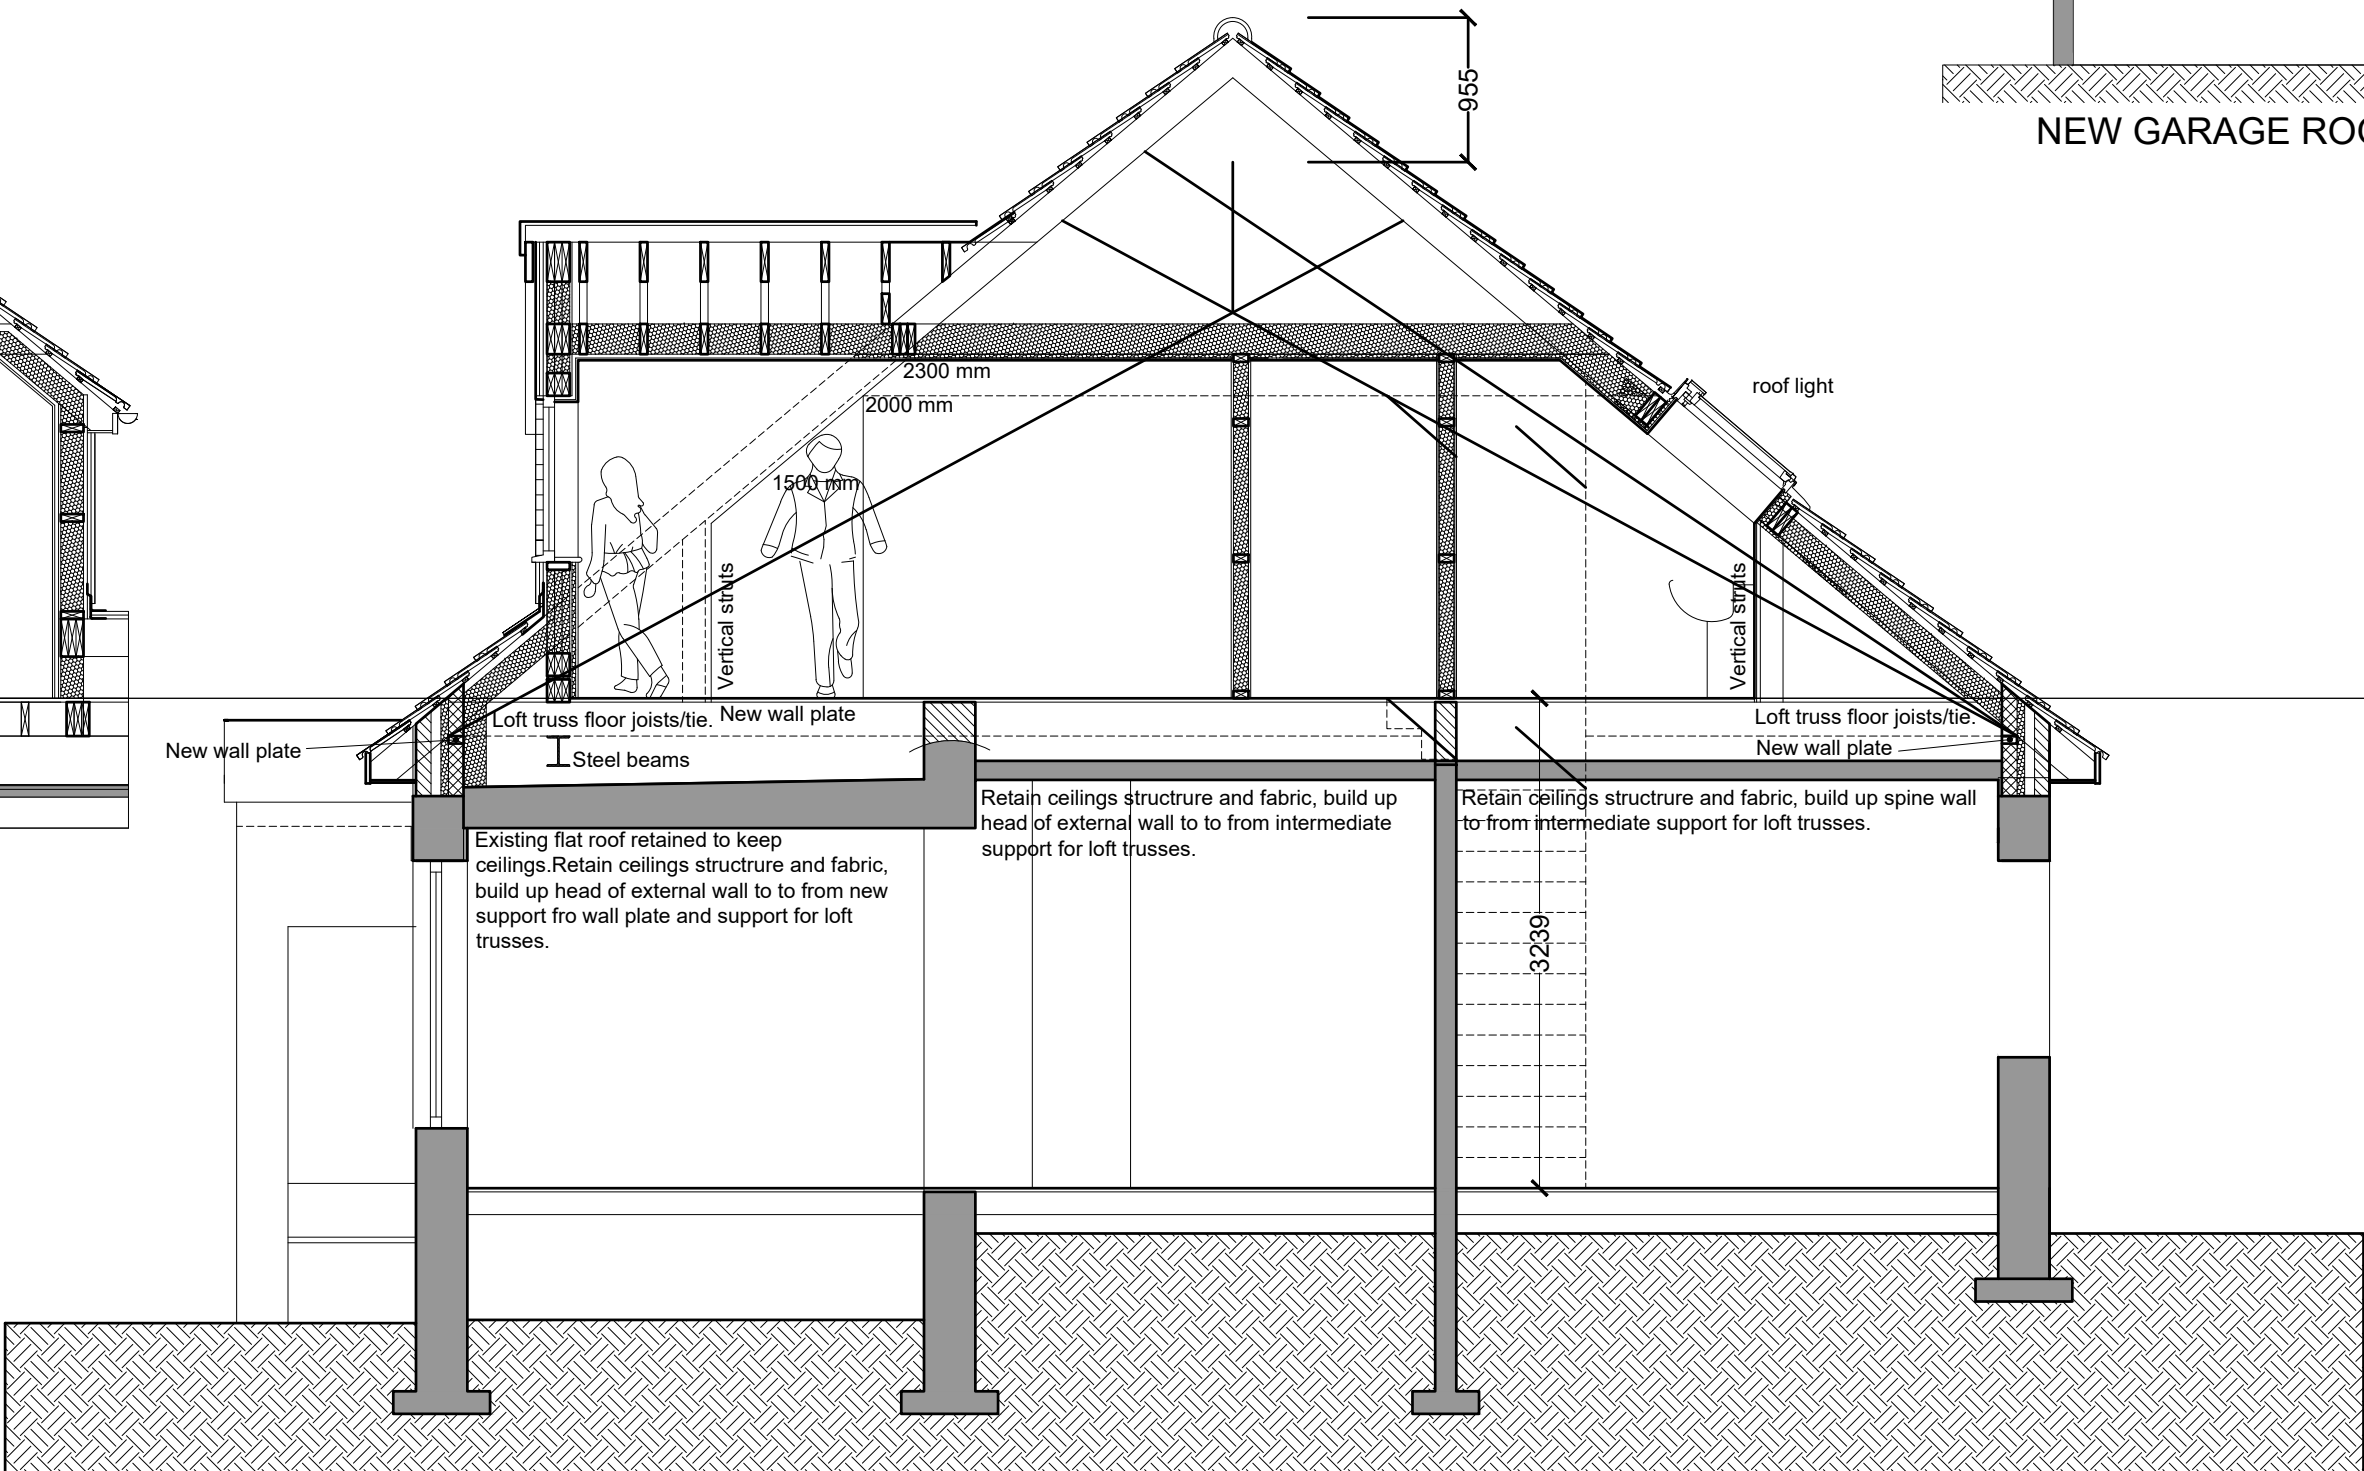 955
NEW GARAGE ROO
2300 mm
roof light
2000 mm
1500 mm
Vertical struts
Vertical struts
Loft truss floor joists/tie.
New wall plate
Loft truss floor joists/tie.
New wall plate
New wall plate
Steel beams
Existing flat roof retained to keep
ceilings.Retain ceilings structrure and fabric,
build up head of external wall to to from new
support fro wall plate and support for loft
trusses.
Retain ceilings structrure and fabric, build up
head of external wall to to from intermediate
support for loft trusses.
Retain ceilings structrure and fabric, build up spine wall
to from intermediate support for loft trusses.
3239